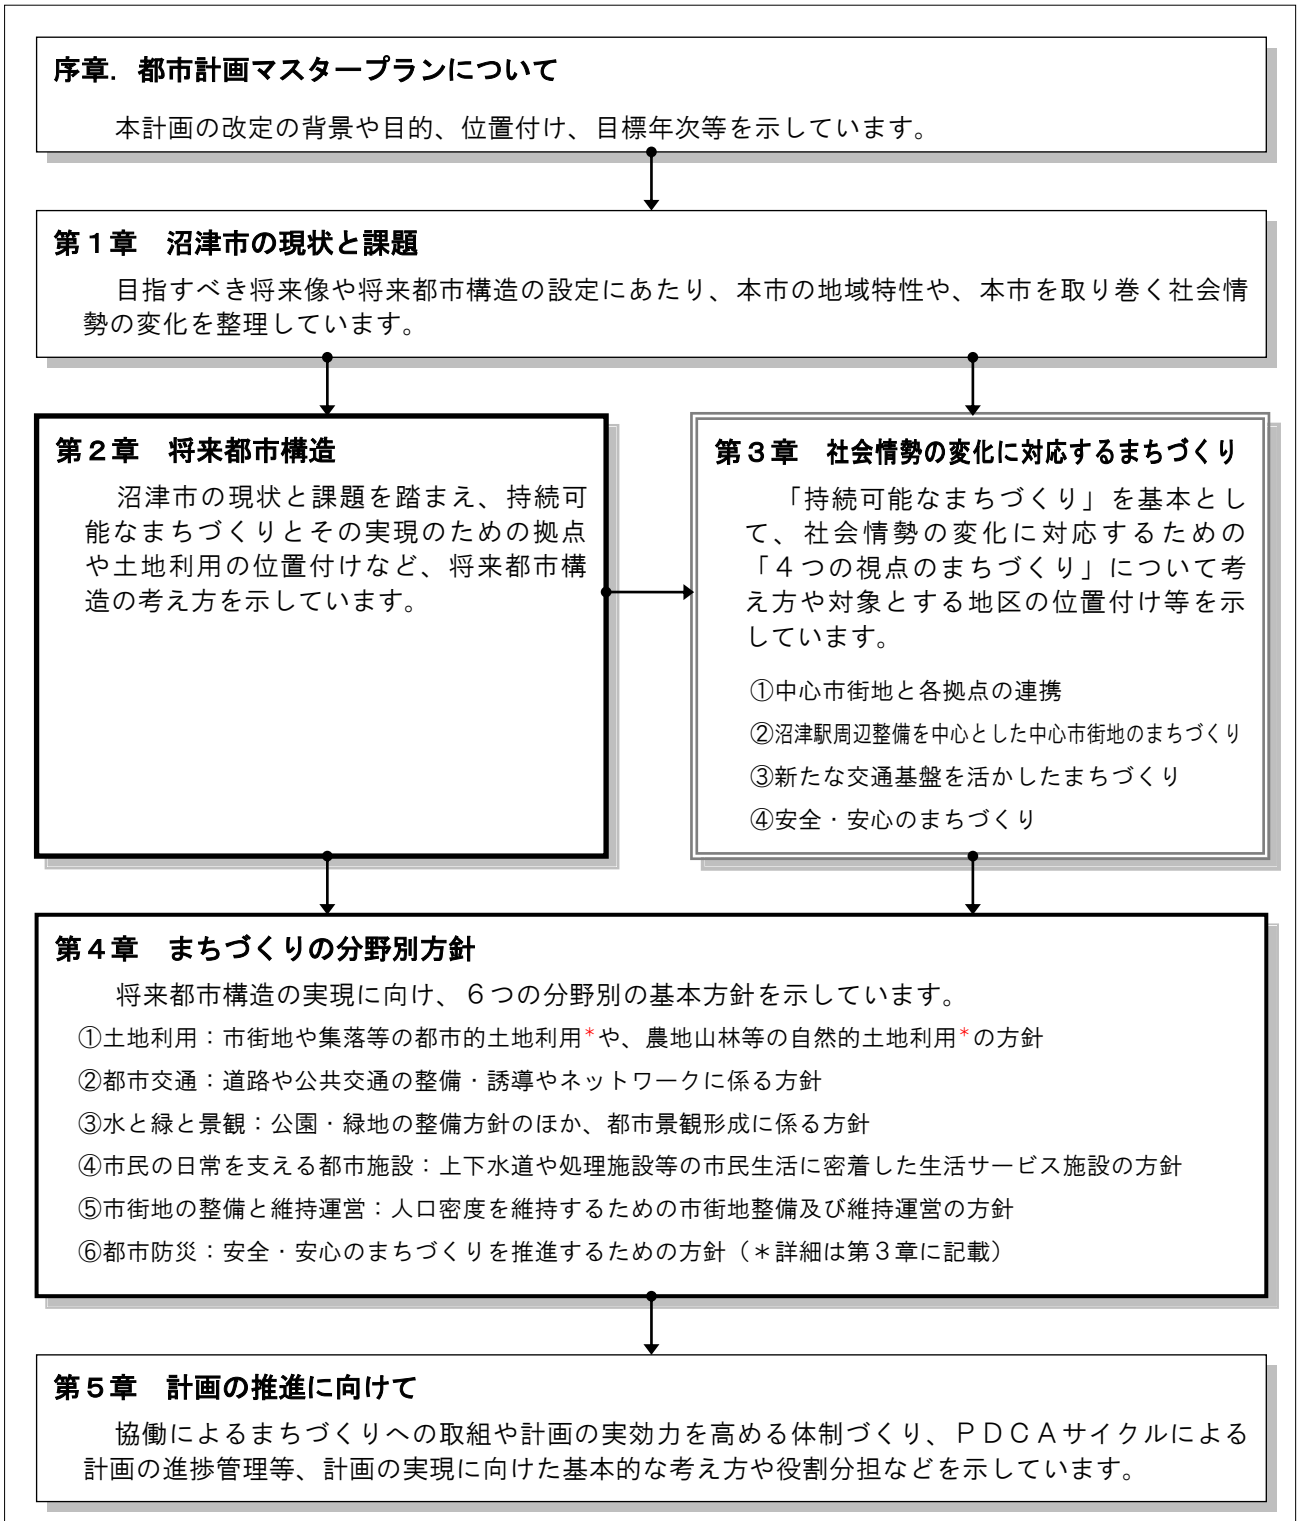 序章．都市計画マスタープランについて
本計画の改定の背景や目的、位置付け、目標年次等を示しています。
第１章　沼津市の現状と課題
目指すべき将来像や将来都市構造の設定にあたり、本市の地域特性や、本市を取り巻く社会情
勢の変化を整理しています。
第２章　将来都市構造
沼津市の現状と課題を踏まえ、持続可
能なまちづくりとその実現のための拠点
や土地利用の位置付けなど、将来都市構
造の考え方を示しています。
第３章　社会情勢の変化に対応するまちづくり
「持続可能なまちづくり」を基本とし
て、社会情勢の変化に対応するための
「４つの視点のまちづくり」について考
え方や対象とする地区の位置付け等を示
しています。
①中心市街地と各拠点の連携
②沼津駅周辺整備を中心とした中心市街地のまちづくり
③新たな交通基盤を活かしたまちづくり
④安全・安心のまちづくり
第４章　まちづくりの分野別方針
将来都市構造の実現に向け、６つの分野別の基本方針を示しています。
①土地利用：市街地や集落等の都市的土地利用*や、農地山林等の自然的土地利用*の方針
②都市交通：道路や公共交通の整備・誘導やネットワークに係る方針
③水と緑と景観：公園・緑地の整備方針のほか、都市景観形成に係る方針
④市民の日常を支える都市施設：上下水道や処理施設等の市民生活に密着した生活サービス施設の方針
⑤市街地の整備と維持運営：人口密度を維持するための市街地整備及び維持運営の方針
⑥都市防災：安全・安心のまちづくりを推進するための方針（＊詳細は第３章に記載）
第５章　計画の推進に向けて
協働によるまちづくりへの取組や計画の実効力を高める体制づくり、ＰＤＣＡサイクルによる
計画の進捗管理等、計画の実現に向けた基本的な考え方や役割分担などを示しています。